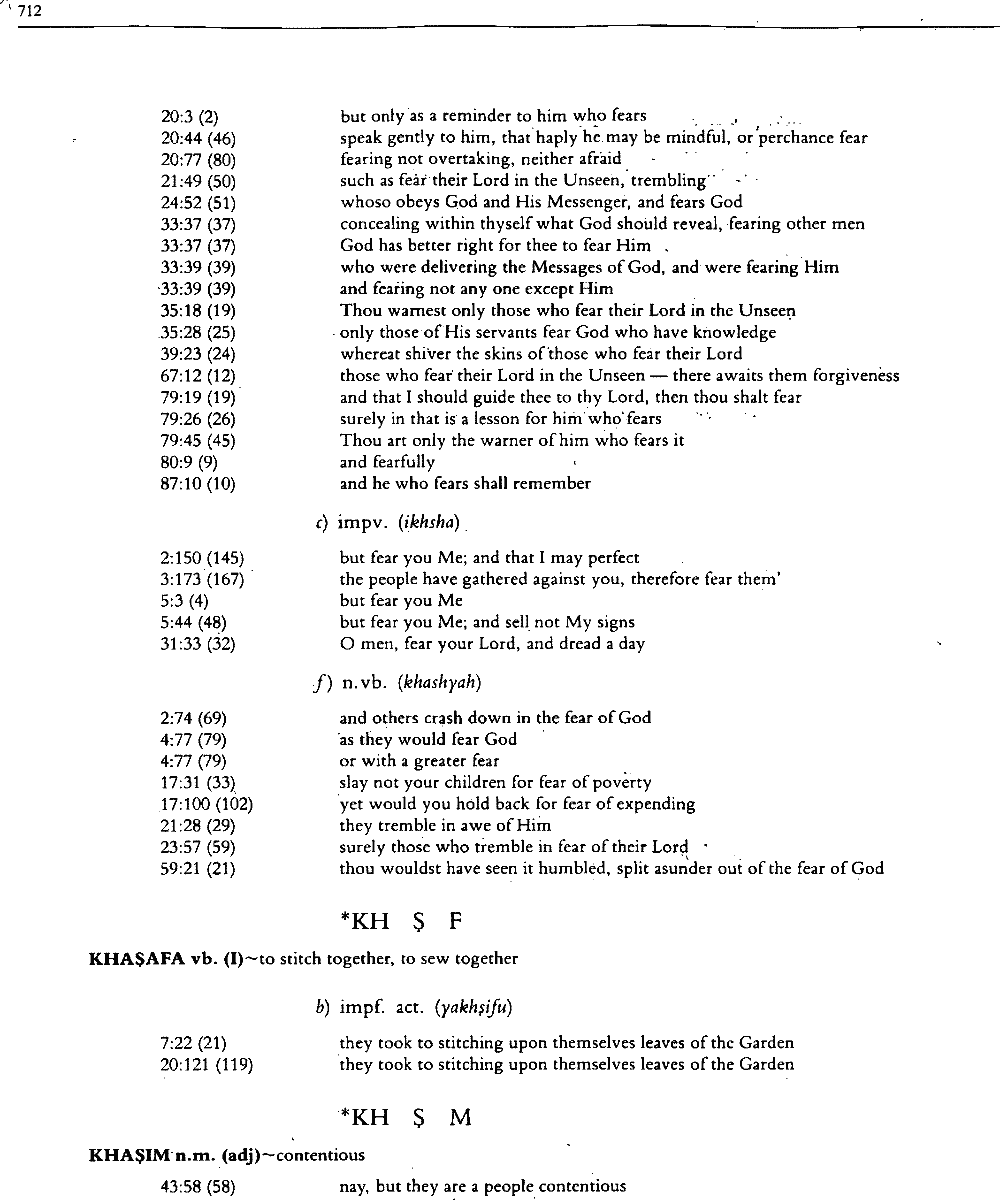 712
20:3 (2) but only as a reminder to him who fears
20:44 (46) speak gently to him, that haply he may be mindful, or perchance fear
20:77 (80) fearing not overtaking, neither afraid
21:49 (50) such as fear their Lord in the Unseen, trembling
24:52 (51) whoso obeys God and His Messenger, and fears God
33:37 (37) concealing within thyself what God should reveal, fearing other men
33:37 (37) God has better right for thee to fear Him
33:39 (39) who were delivering the Messages of God, and were fearing Him
33:39 (39) and fearing not any one except Him
35:18 (19) Thou warnest only those who fear their Lord in the Unseen
35:28 (25) only those of His servants fear God who have knowledge
39:23 (24) whereat shiver the skins of those who fear their Lord
67:12 (12) those who fear their Lord in the Unseen — there awaits them forgiveness
79:19 (19) and that I should guide thee to thy Lord, then thou shalt fear
79:26 (26) surely in that is a lesson for him who fears
79:45 (45) Thou art only the warner of him who fears it
80:9 (9) and fearfully
87:10 (10) and he who fears shall remember
c) impv. (ikhsha)
2:150 (145) but fear you Me; and that I may perfect
3:173 (167) the people have gathered against you, therefore fear them'
5:3 (4) but fear you Me
5:44 (48) but fear you Me; and sell not My signs
31:33 (32) O men, fear your Lord, and dread a day
f) n.vb. (khashyah)
2:74 (69) and others crash down in the fear of God
4:77 (79) as they would fear God
4:77 (79) or with a greater fear
17:31 (33) slay not your children for fear of poverty
17:100 (102) yet would you hold back for fear of expending
21:28 (29) they tremble in awe of Him
23:57 (59) surely those who tremble in fear of their Lord
59:21 (21) thou wouldst have seen it humbled, split asunder out of the fear of God
*KH Ṣ F
KHAṢAFA vb. (I)~to stitch together, to sew together
b) impf. act. (yakhṣifu)
7:22 (21) they took to stitching upon themselves leaves of the Garden
20:121 (119) they took to stitching upon themselves leaves of the Garden
*KH Ṣ M
KHAṢIM n.m. (adj)~contentious
43:58 (58) nay, but they are a people contentious